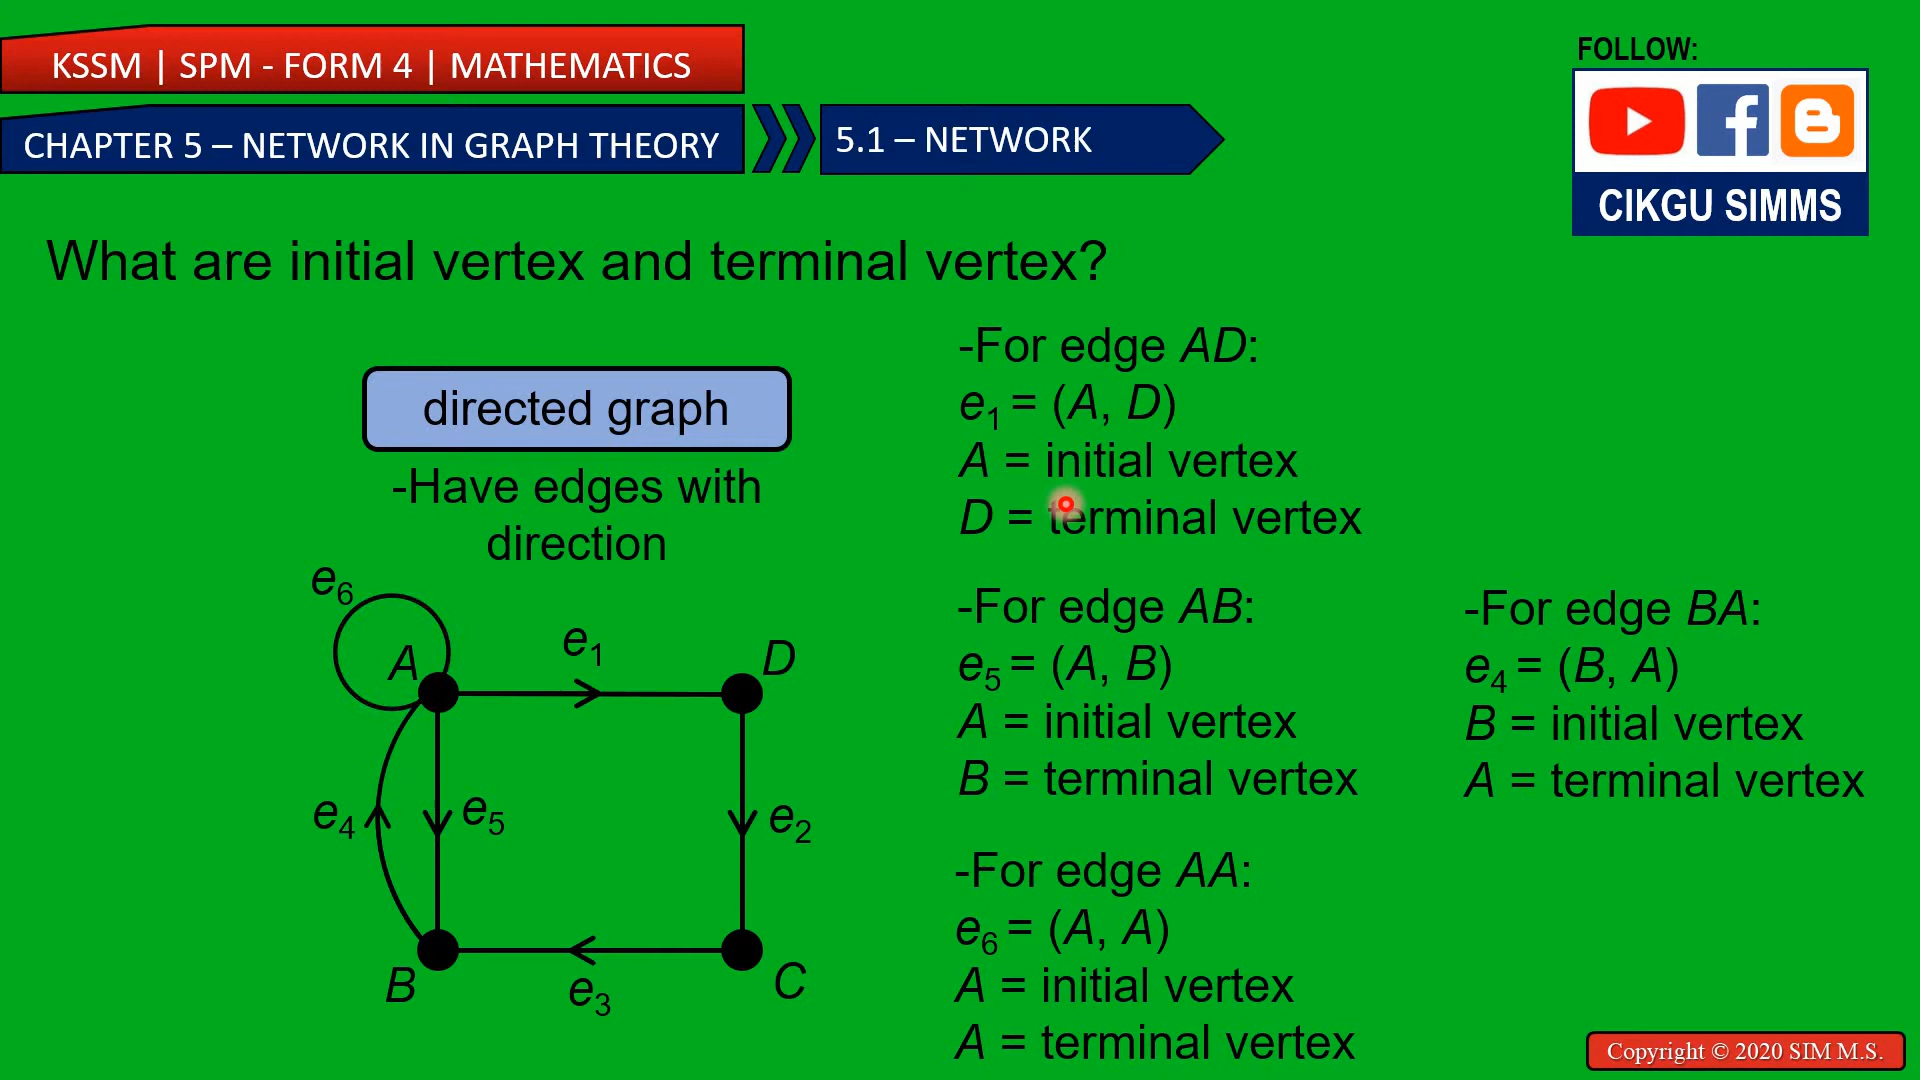 KSSM | SPM - FORM 4 | MATHEMATICS
CHAPTER 5 – NETWORK IN GRAPH THEORY
5.1 – NETWORK
FOLLOW:
CIKGU SIMMS
What are initial vertex and terminal vertex?
directed graph
-Have edges with
direction
e6
A
e1
D
e4
e5
e2
B
e3
C
-For edge AD:
e1 = (A, D)
A = initial vertex
D = terminal vertex
-For edge AB:
e5 = (A, B)
A = initial vertex
B = terminal vertex
-For edge BA:
e4 = (B, A)
B = initial vertex
A = terminal vertex
-For edge AA:
e6 = (A, A)
A = initial vertex
A = terminal vertex
Copyright © 2020 SIM M.S.